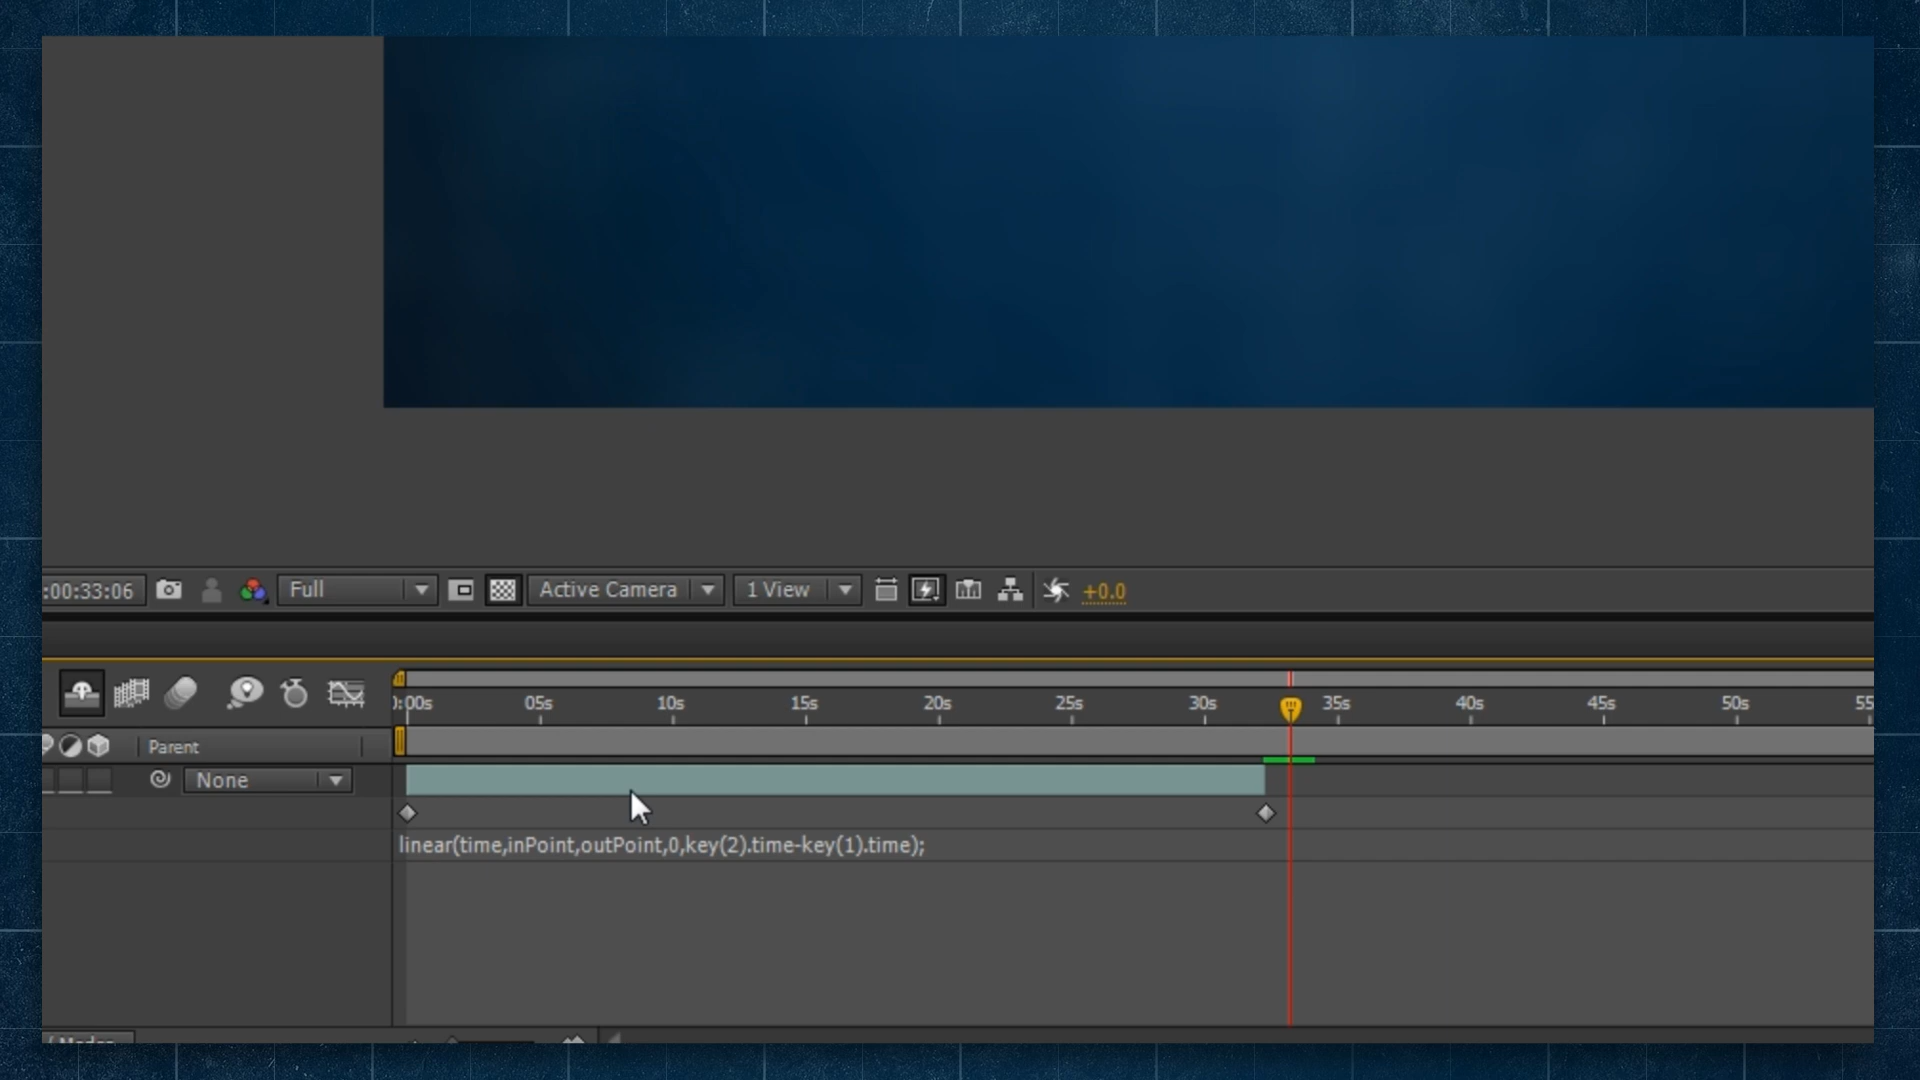 :00:33:06 Full Active Camera 1 View +0.0
):00s 05s 10s 15s 20s 25s 30s 35s 40s 45s 50s 55
Parent
None
linear(time,inPoint,outPoint,0,key(2).time-key(1).time);